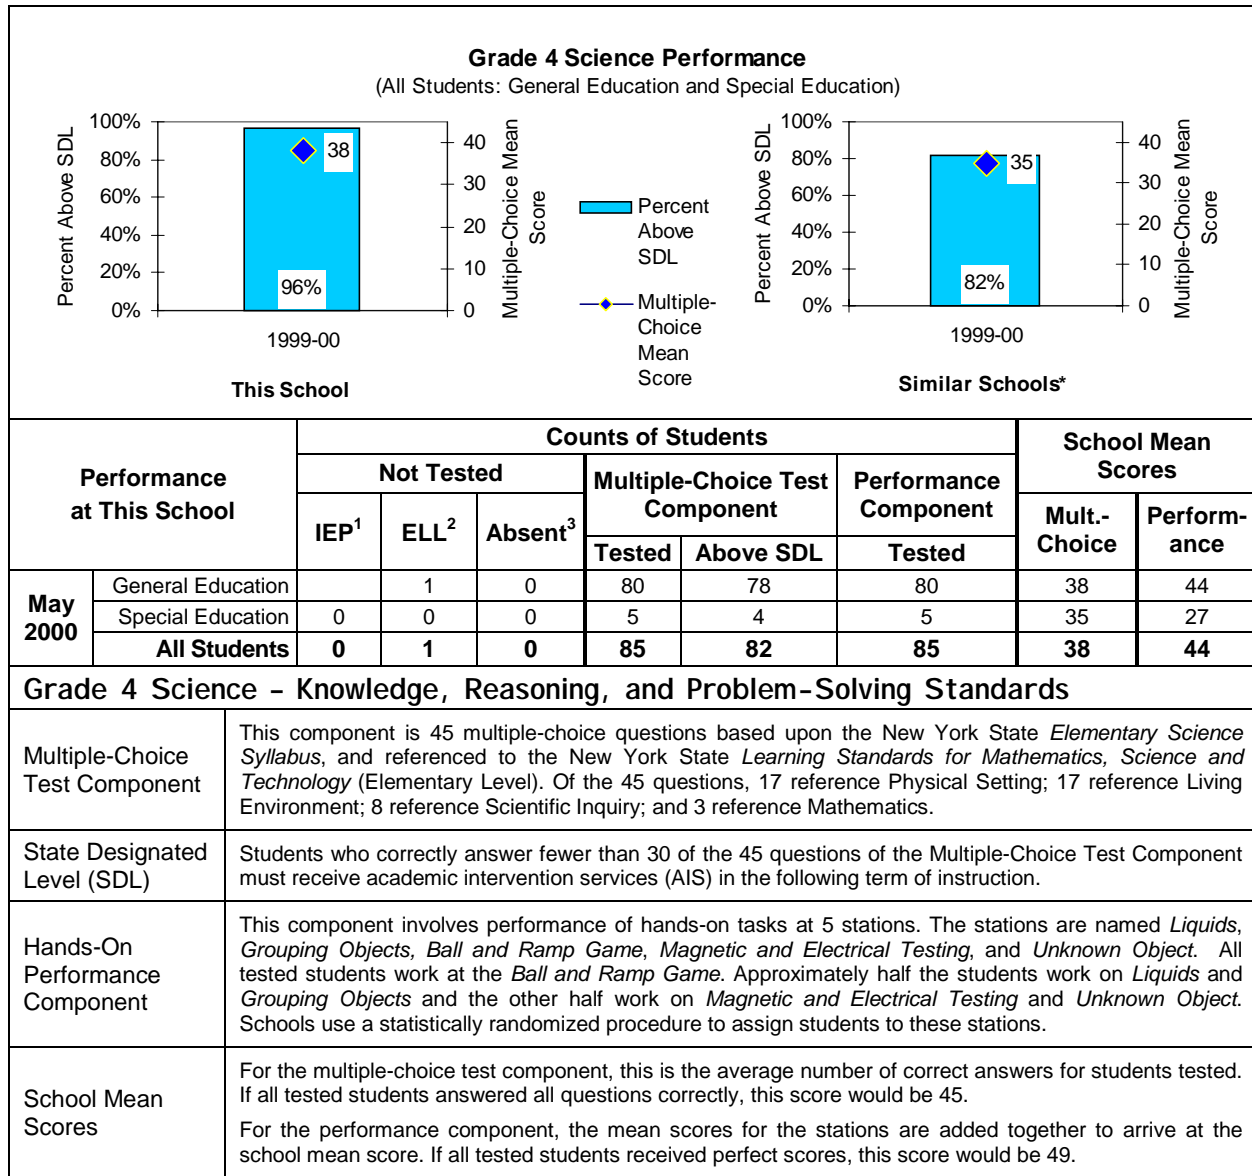 Grade 4 Science Performance
(All Students: General Education and Special Education)
Percent Above SDL
100%
80%
60%
40%
20%
0%
38
96%
40
30
20
10
0
Multiple-Choice Mean
Score
1999-00
This School
Percent
Above
SDL
Multiple-
Choice
Mean
Score
Percent Above SDL
100%
80%
60%
40%
20%
0%
35
82%
40
30
20
10
0
Multiple-Choice Mean
Score
1999-00
Similar Schools*
Performance
at This School
Counts of Students
School Mean
Scores
Not Tested
Multiple-Choice Test
Component
Performance
Component
IEP1 ELL2 Absent3
Mult.-
Choice
Perform-
ance
Tested Above SDL Tested
May
2000
General Education 1 0 80 78 80 38 44
Special Education 0 0 0 5 4 5 35 27
All Students 0 1 0 85 82 85 38 44
Grade 4 Science – Knowledge, Reasoning, and Problem-Solving Standards
Multiple-Choice
Test Component
This component is 45 multiple-choice questions based upon the New York State Elementary Science
Syllabus, and referenced to the New York State Learning Standards for Mathematics, Science and
Technology (Elementary Level). Of the 45 questions, 17 reference Physical Setting; 17 reference Living
Environment; 8 reference Scientific Inquiry; and 3 reference Mathematics.
State Designated
Level (SDL)
Students who correctly answer fewer than 30 of the 45 questions of the Multiple-Choice Test Component
must receive academic intervention services (AIS) in the following term of instruction.
Hands-On
Performance
Component
This component involves performance of hands-on tasks at 5 stations. The stations are named Liquids,
Grouping Objects, Ball and Ramp Game, Magnetic and Electrical Testing, and Unknown Object. All
tested students work at the Ball and Ramp Game. Approximately half the students work on Liquids and
Grouping Objects and the other half work on Magnetic and Electrical Testing and Unknown Object.
Schools use a statistically randomized procedure to assign students to these stations.
School Mean
Scores
For the multiple-choice test component, this is the average number of correct answers for students tested.
If all tested students answered all questions correctly, this score would be 45.
For the performance component, the mean scores for the stations are added together to arrive at the
school mean score. If all tested students received perfect scores, this score would be 49.